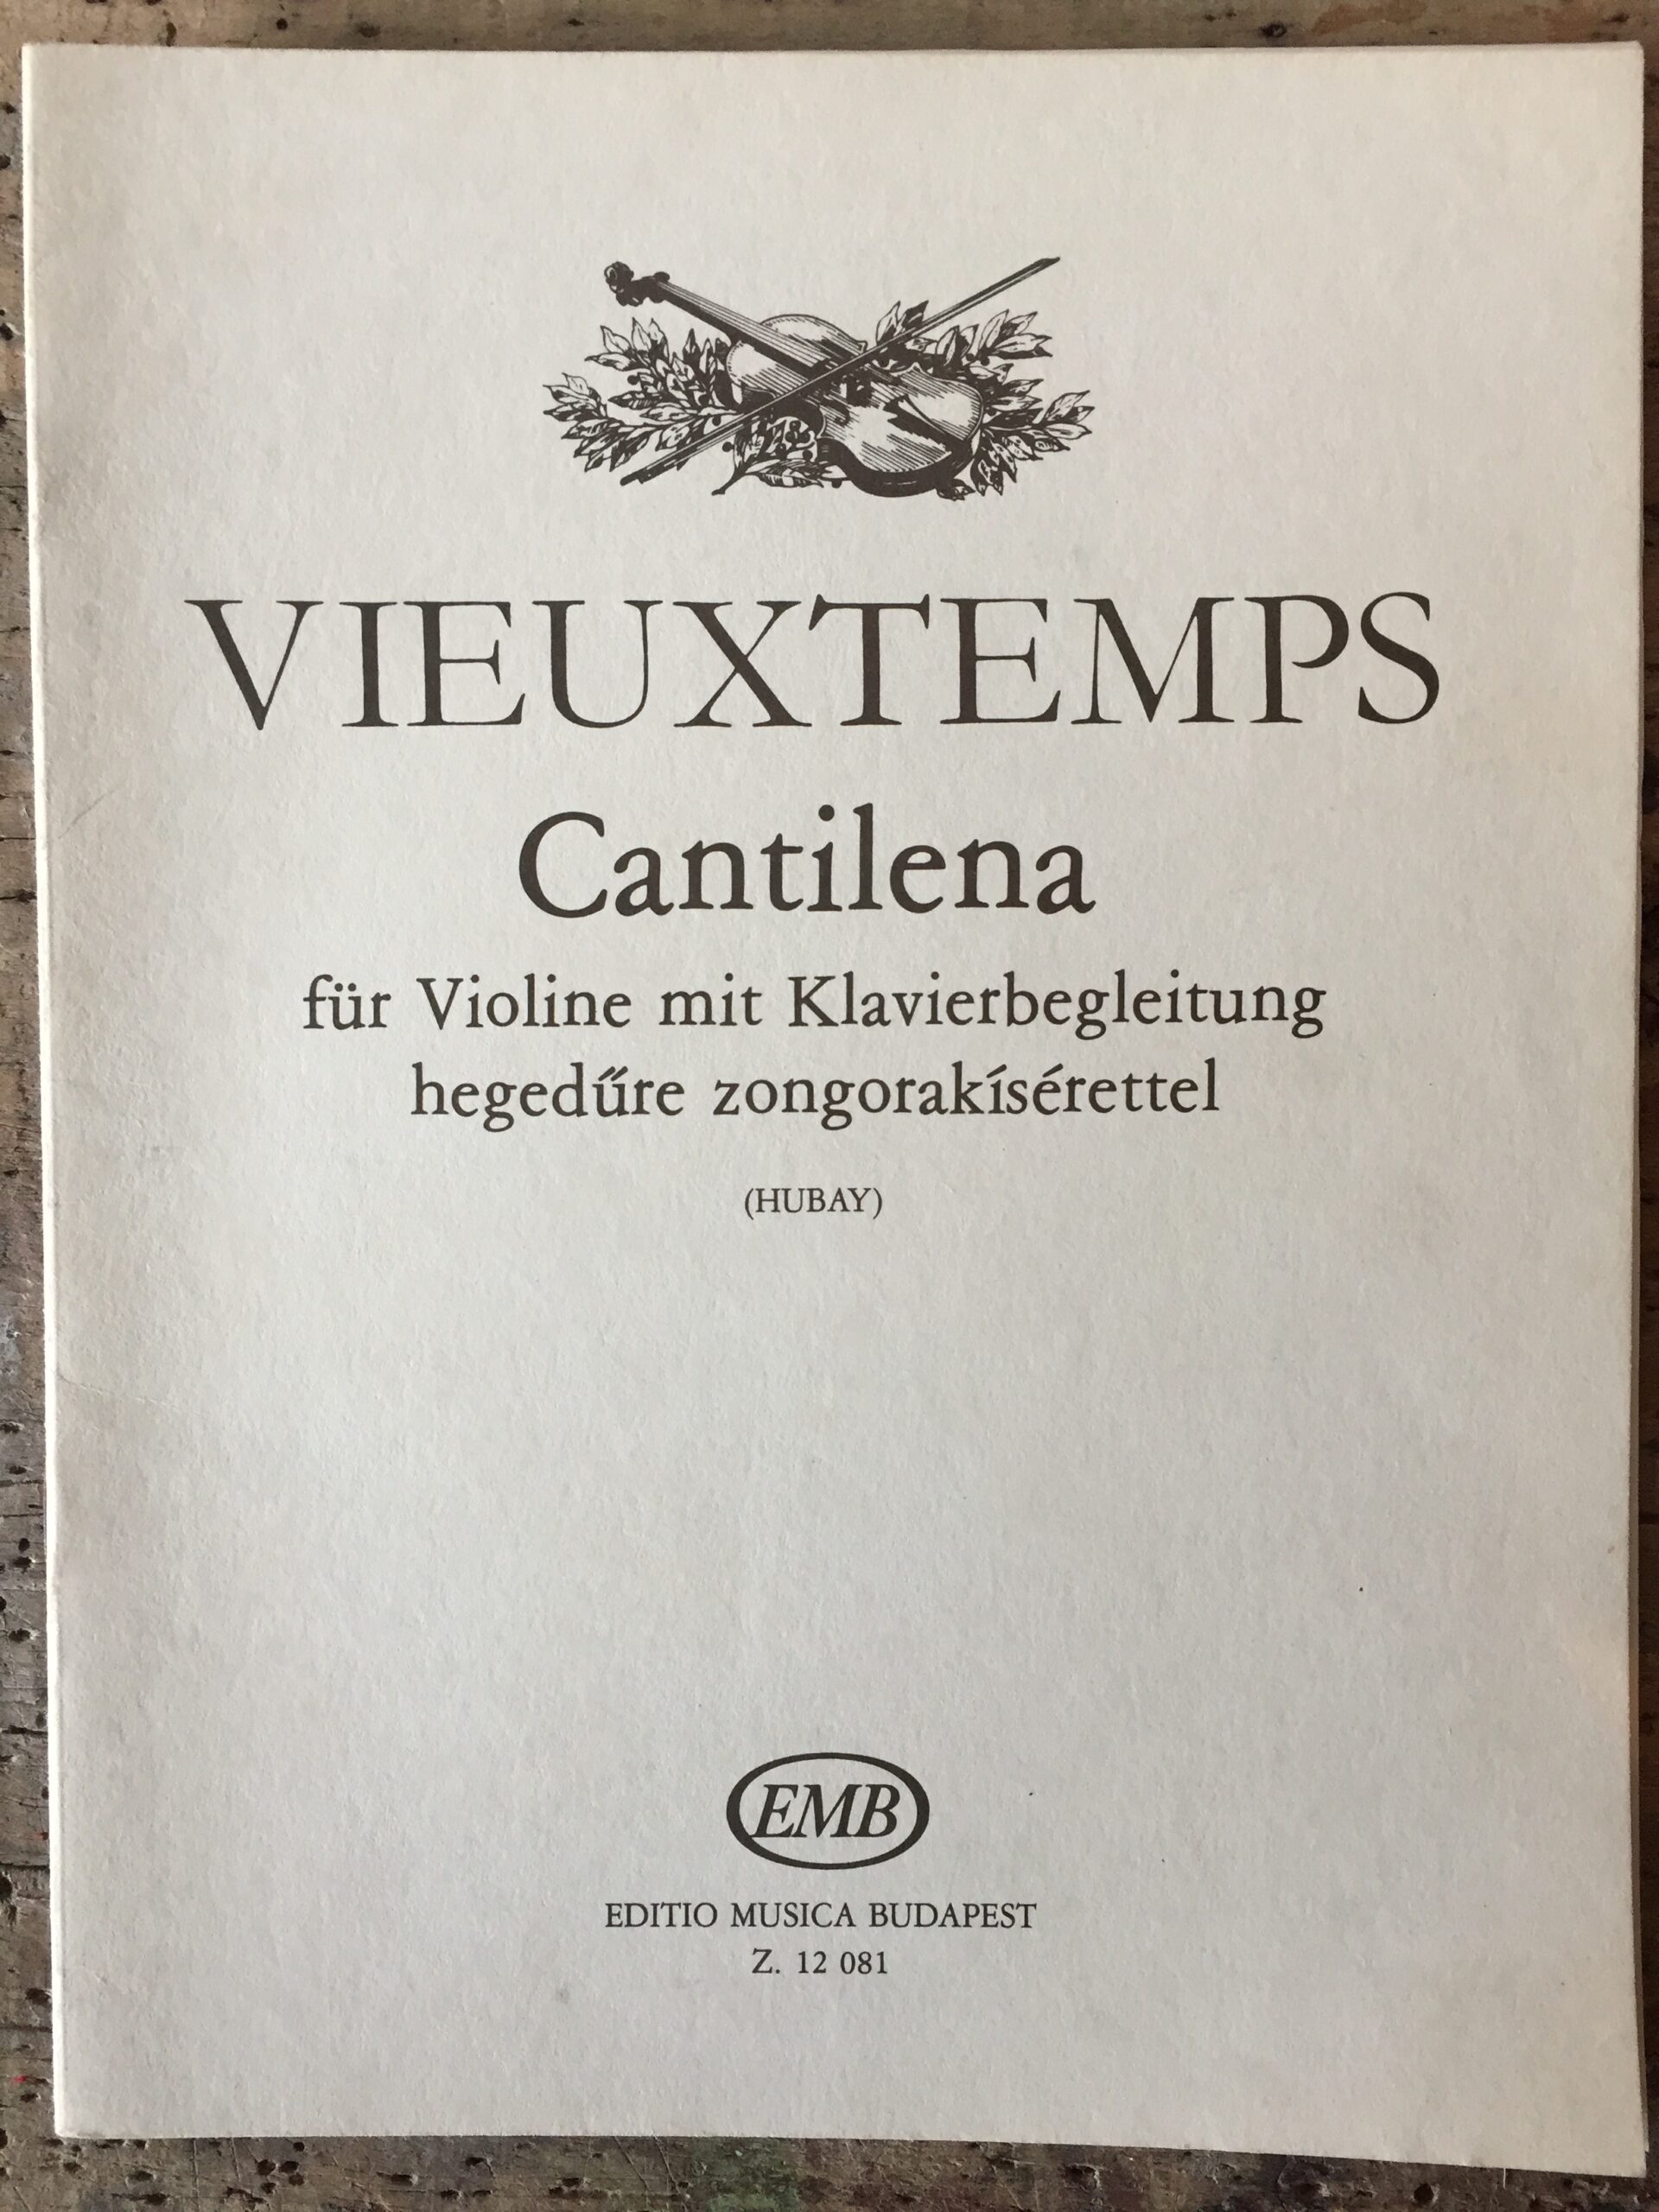 VIEUXTEMPS
Cantilena
für Violine mit Klavierbegleitung
hegedűre zongorakísérettel
(HUBAY)
EMB
EDITIO MUSICA BUDAPEST
Z. 12 081